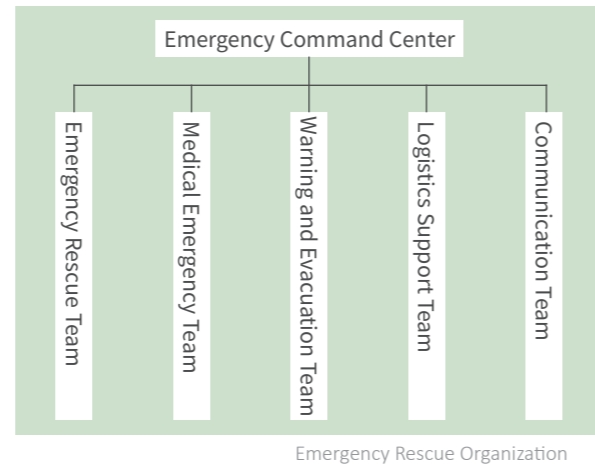 Emergency Command Center
Emergency Rescue Team
Medical Emergency Team
Warning and Evacuation Team
Logistics Support Team
Communication Team
Emergency Rescue Organization